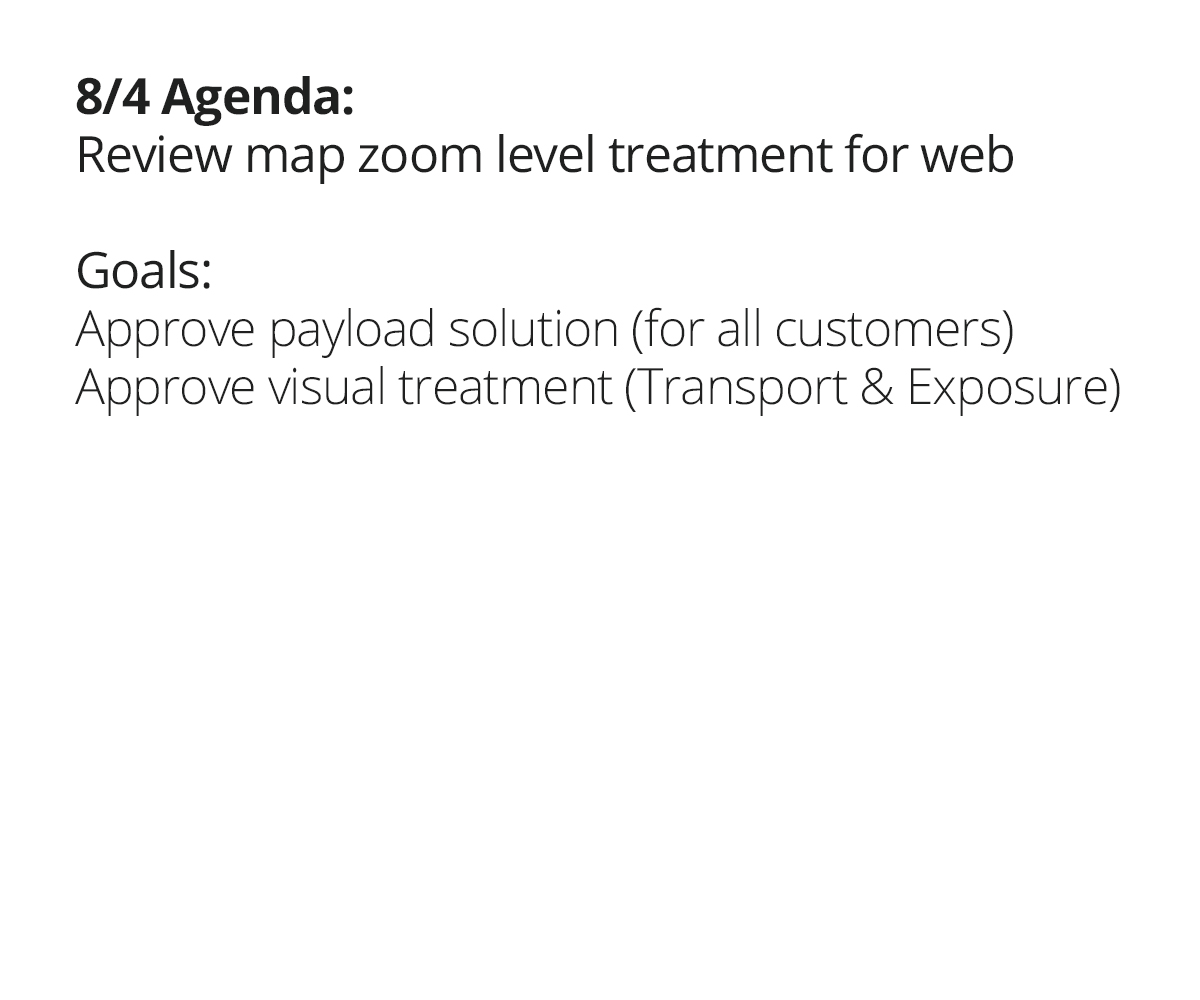 8/4 Agenda:
Review map zoom level treatment for web
Goals:
Approve payload solution (for all customers)
Approve visual treatment (Transport & Exposure)